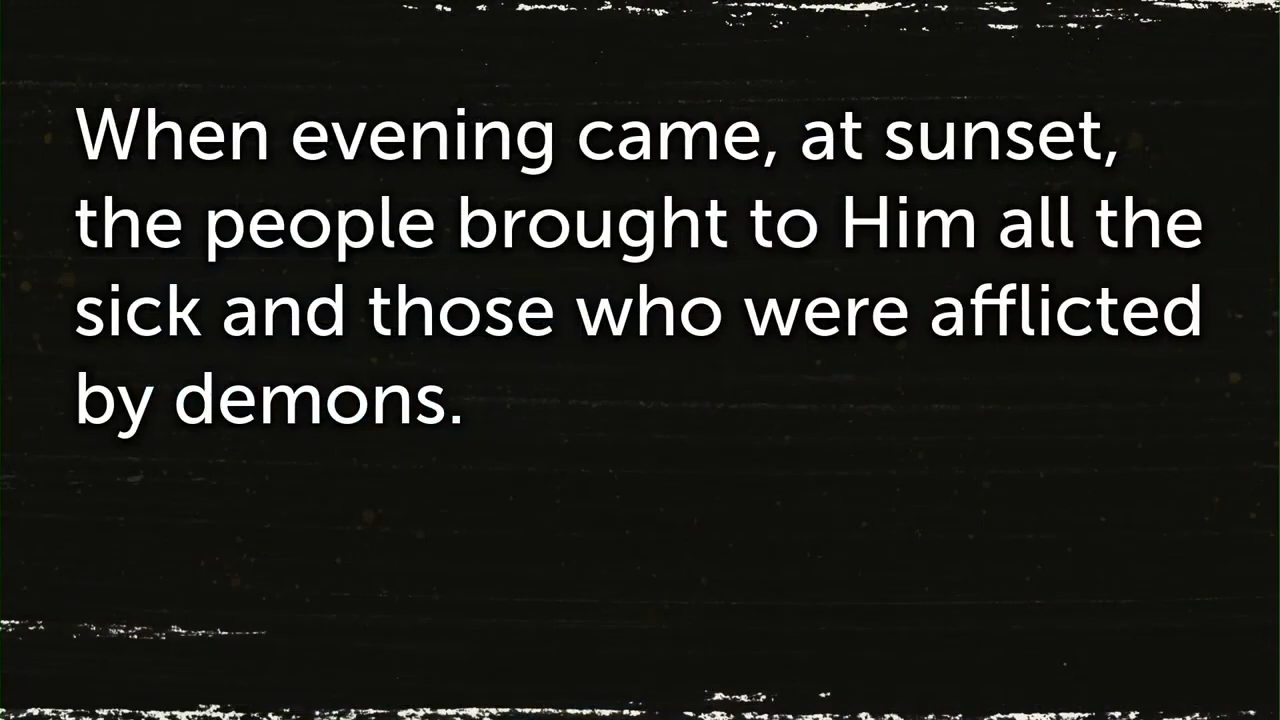 When evening came, at sunset,
the people brought to Him all the
sick and those who were afflicted
by demons.